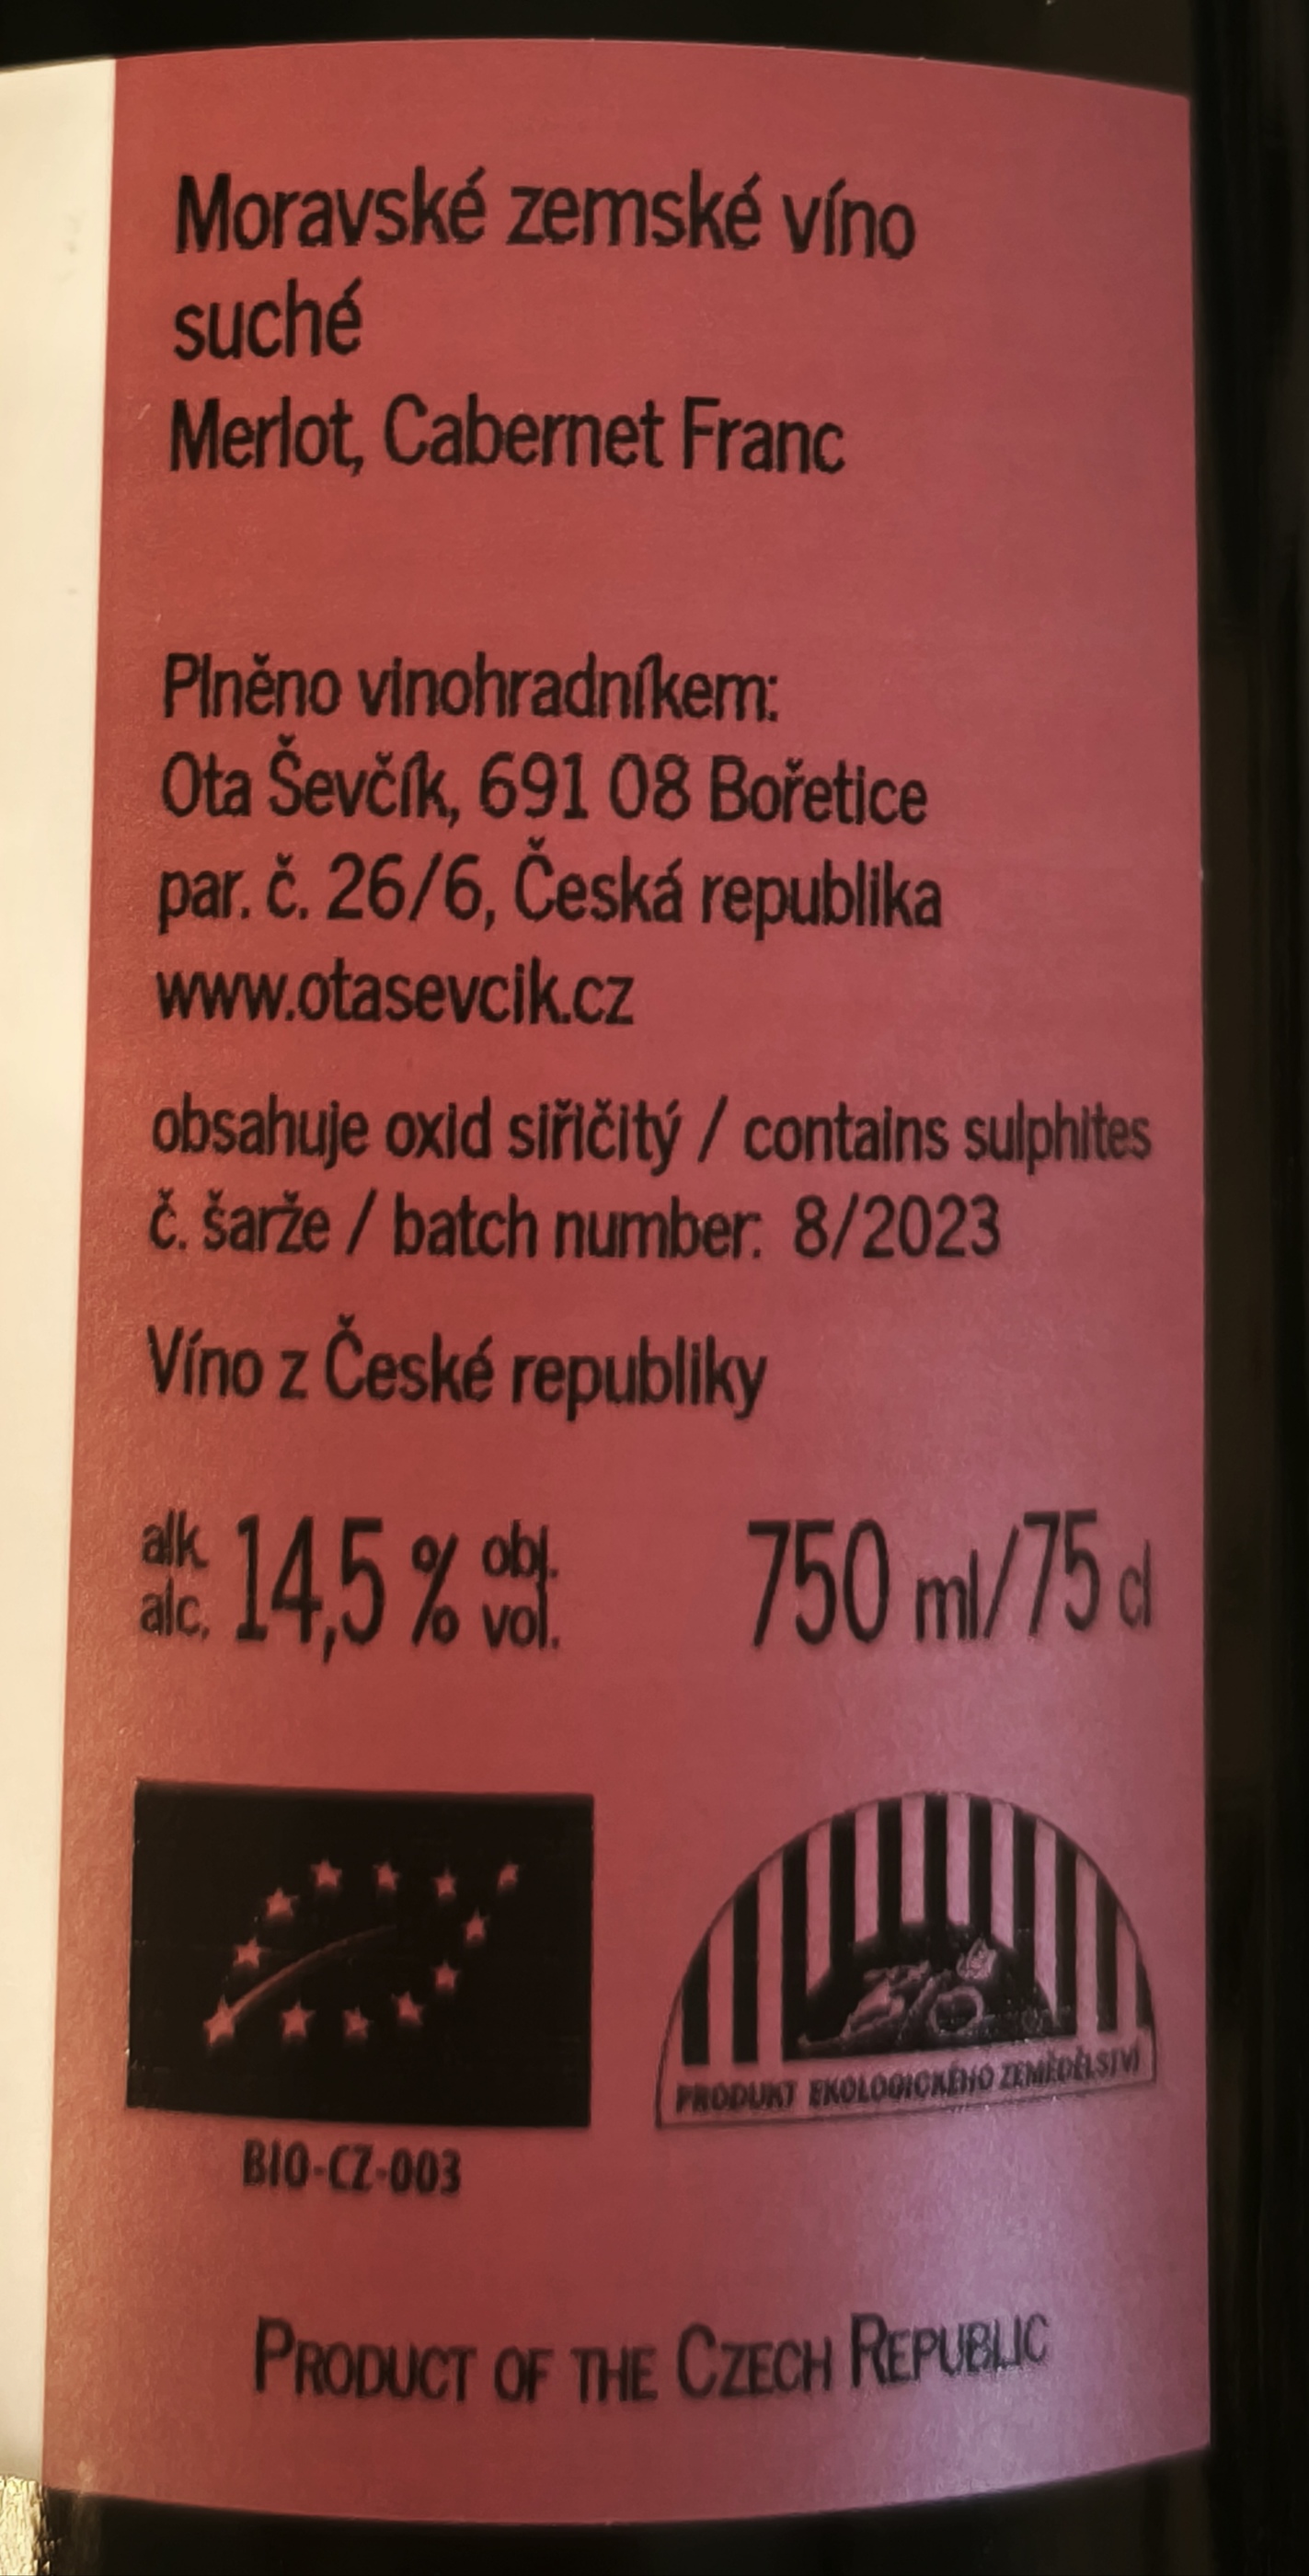 Moravské zemské víno
suché
Merlot, Cabernet Franc
Plněno vinohradníkem:
Ota Ševčík, 691 08 Bořetice
par. č. 26/6, Česká republika
www.otasevcik.cz
obsahuje oxid siřičitý / contains sulphites
č. šarže / batch number: 8/2023
Víno z České republiky
alk. 14,5 % obj. 750 ml/75 cl
alc. vol.
PRODUKT EKOLOGICKÉHO ZEMĚDĚLSTVÍ
BIO-CZ-003
PRODUCT OF THE CZECH REPUBLIC